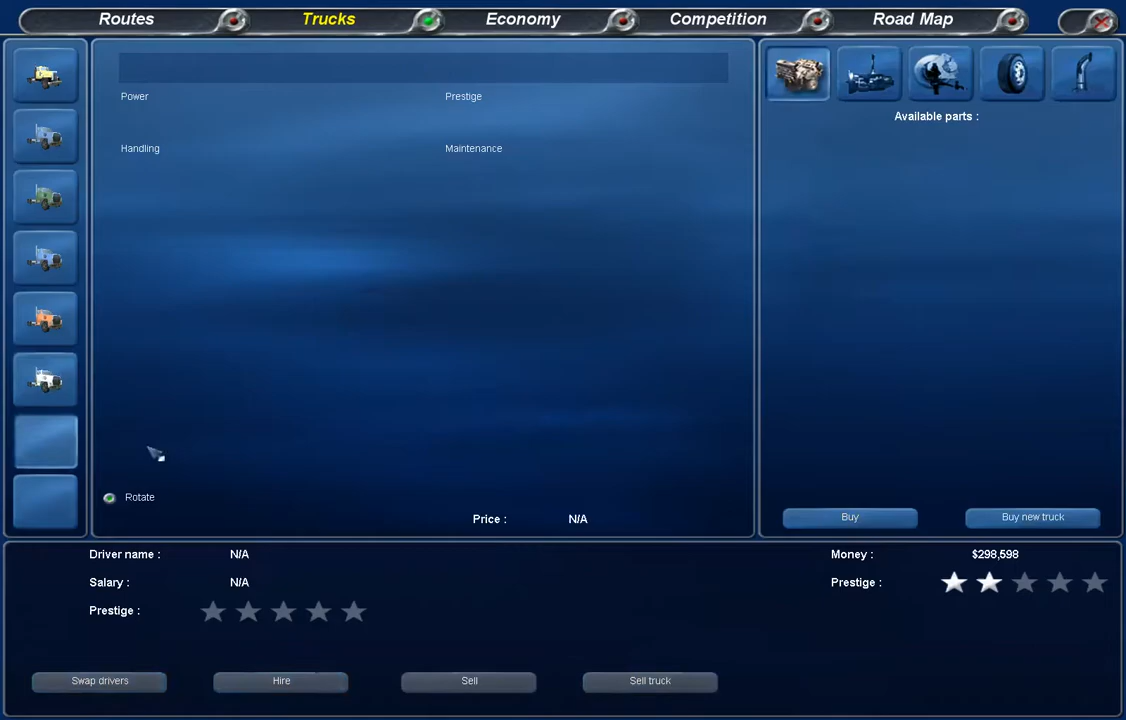 Routes Trucks Economy Competition Road Map
Power Prestige
Handling Maintenance
Available parts :
Rotate
Price : N/A
Buy Buy new truck
Driver name : N/A
Salary : N/A
Prestige :
Money : $298,598
Prestige :
Swap drivers Hire Sell Sell truck